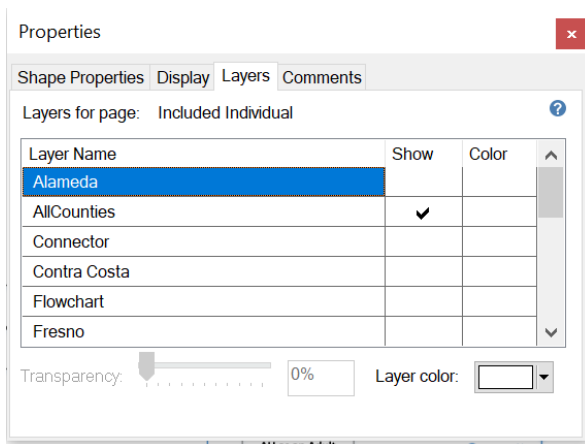 Properties
Shape Properties Display Layers Comments
Layers for page: Included Individual
Layer Name Show Color
Alameda
AllCounties
Connector
Contra Costa
Flowchart
Fresno
Transparency: 0% Layer color: